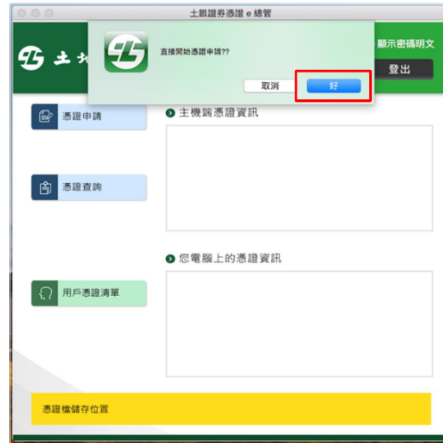 土銀證券憑證 e 總管
直接開始憑證申請??
取消
好
土
顯示密碼明文
登出
憑證申請
主機端憑證資訊
憑證查詢
您電腦上的憑證資訊
用戶憑證清單
憑證檔儲存位置